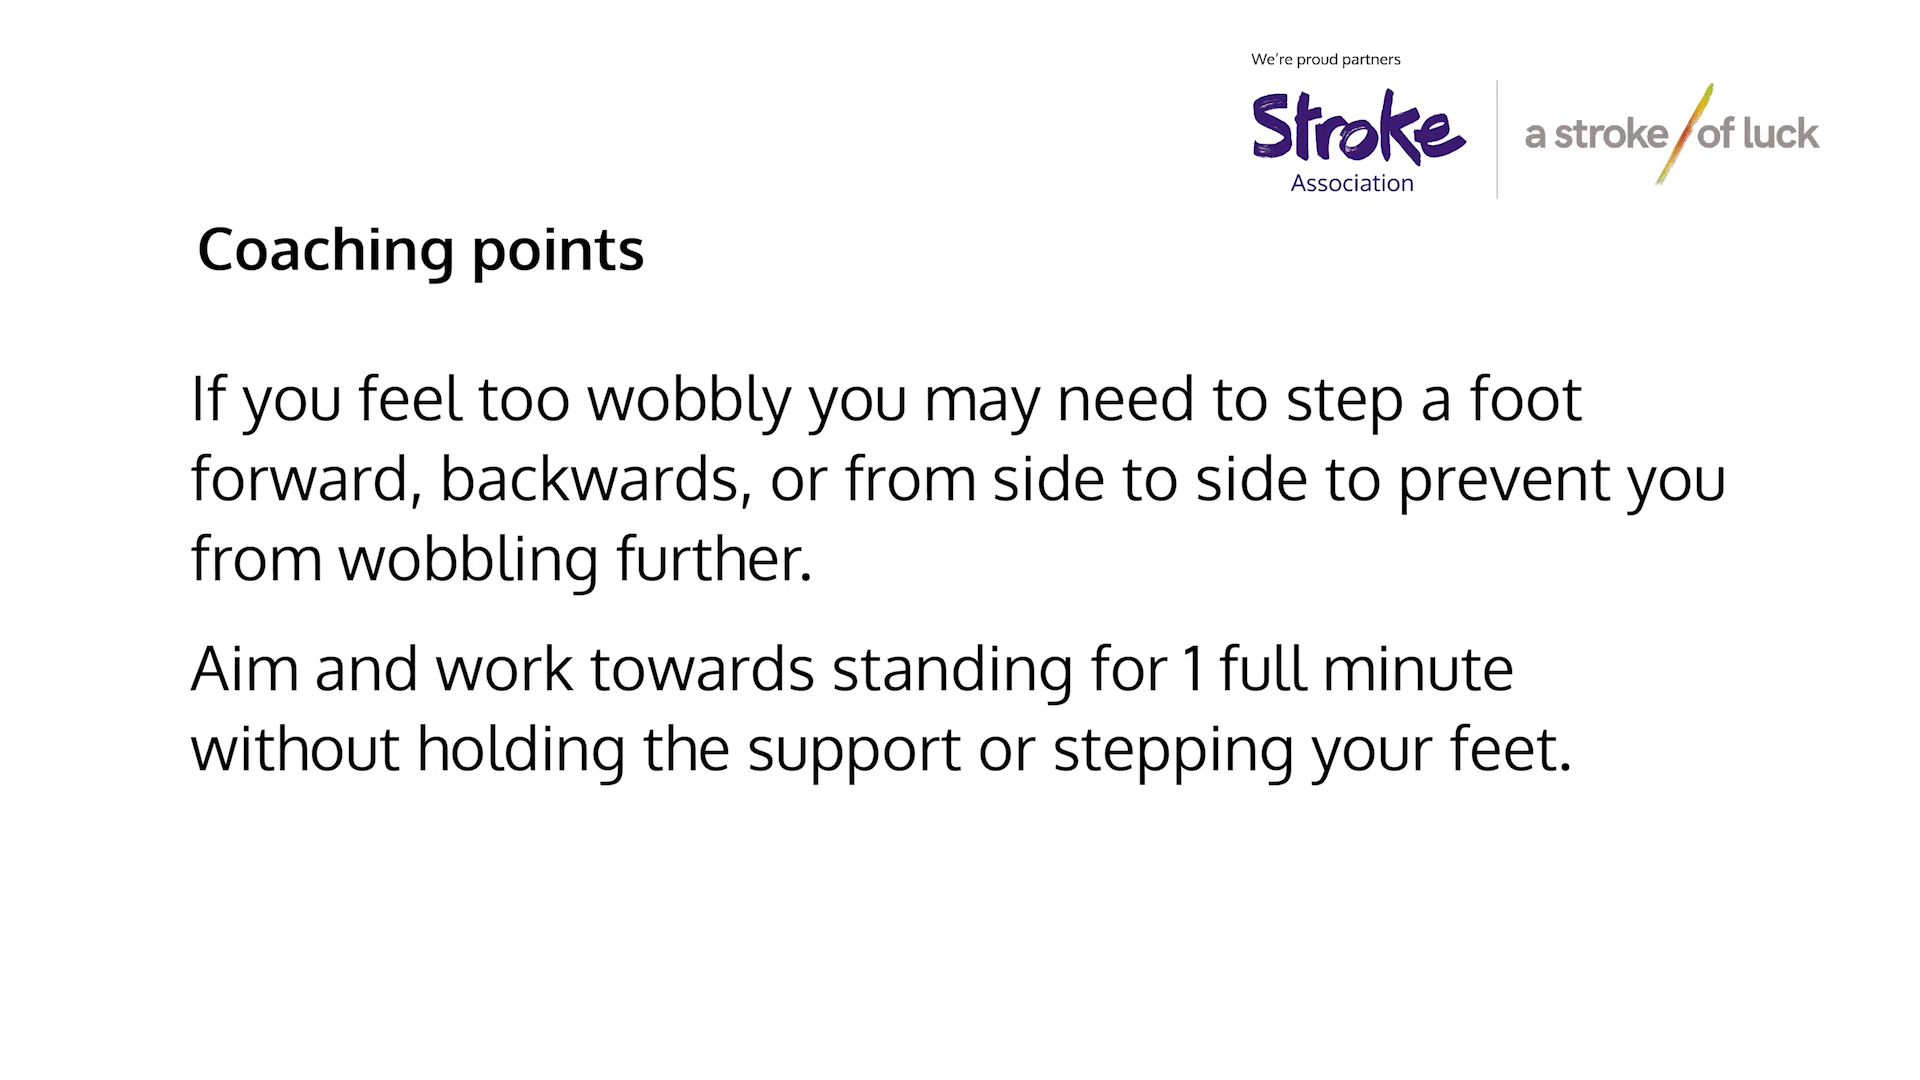 We're proud partners
Stroke
Association
a stroke of luck
Coaching points
If you feel too wobbly you may need to step a foot
forward, backwards, or from side to side to prevent you
from wobbling further.
Aim and work towards standing for 1 full minute
without holding the support or stepping your feet.